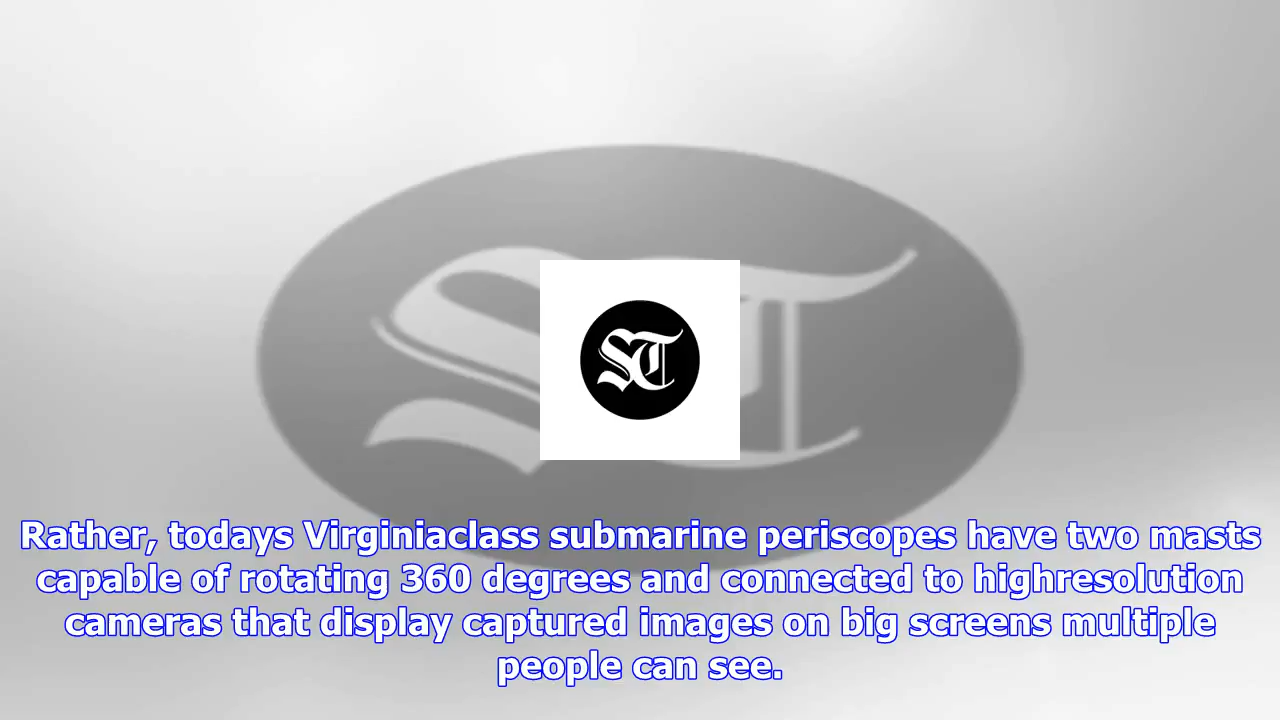 ST
Rather, todays Virginiaclass submarine periscopes have two masts
capable of rotating 360 degrees and connected to highresolution
cameras that display captured images on big screens multiple
people can see.